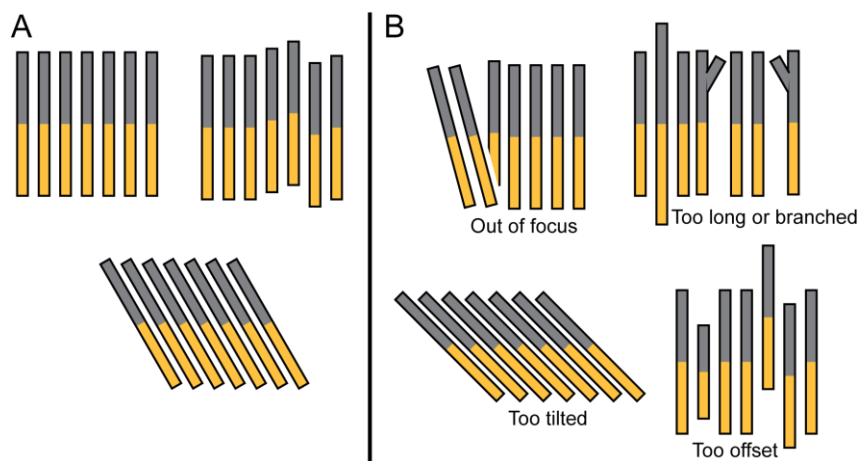 A
B
Out of focus
Too long or branched
Too tilted
Too offset